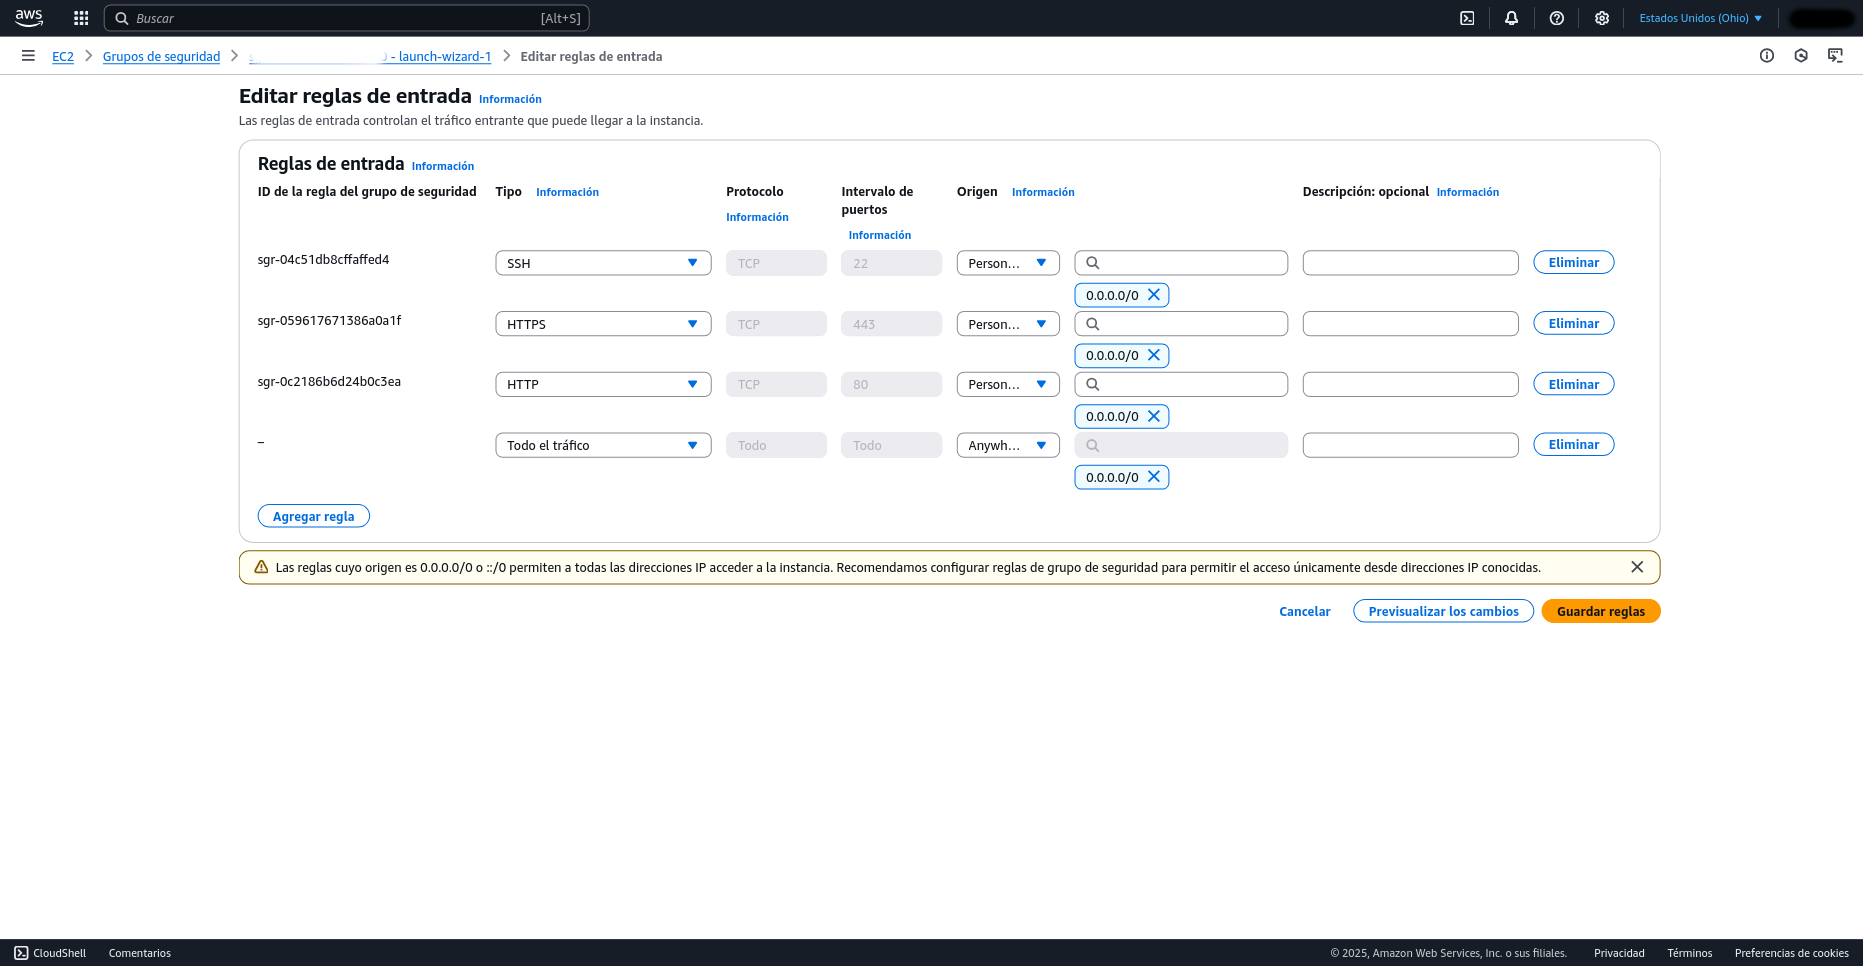 aws Buscar [Alt+S] Estados Unidos (Ohio)
EC2 Grupos de seguridad - launch-wizard-1 Editar reglas de entrada
Editar reglas de entrada Información
Las reglas de entrada controlan el tráfico entrante que puede llegar a la instancia.
Reglas de entrada Información
ID de la regla del grupo de seguridad Tipo Información Protocolo Información Intervalo de puertos Información Origen Información Descripción: opcional Información
sgr-04c51db8cffaffed4 SSH TCP 22 Person... Eliminar
0.0.0.0/0
sgr-059617671386a0a1f HTTPS TCP 443 Person... Eliminar
0.0.0.0/0
sgr-0c2186b6d24b0c3ea HTTP TCP 80 Person... Eliminar
0.0.0.0/0
– Todo el tráfico Todo Todo Anywh... Eliminar
0.0.0.0/0
Agregar regla
Las reglas cuyo origen es 0.0.0.0/0 o ::/0 permiten a todas las direcciones IP acceder a la instancia. Recomendamos configurar reglas de grupo de seguridad para permitir el acceso únicamente desde direcciones IP conocidas.
Cancelar Previsualizar los cambios Guardar reglas
CloudShell Comentarios © 2025, Amazon Web Services, Inc. o sus filiales. Privacidad Términos Preferencias de cookies